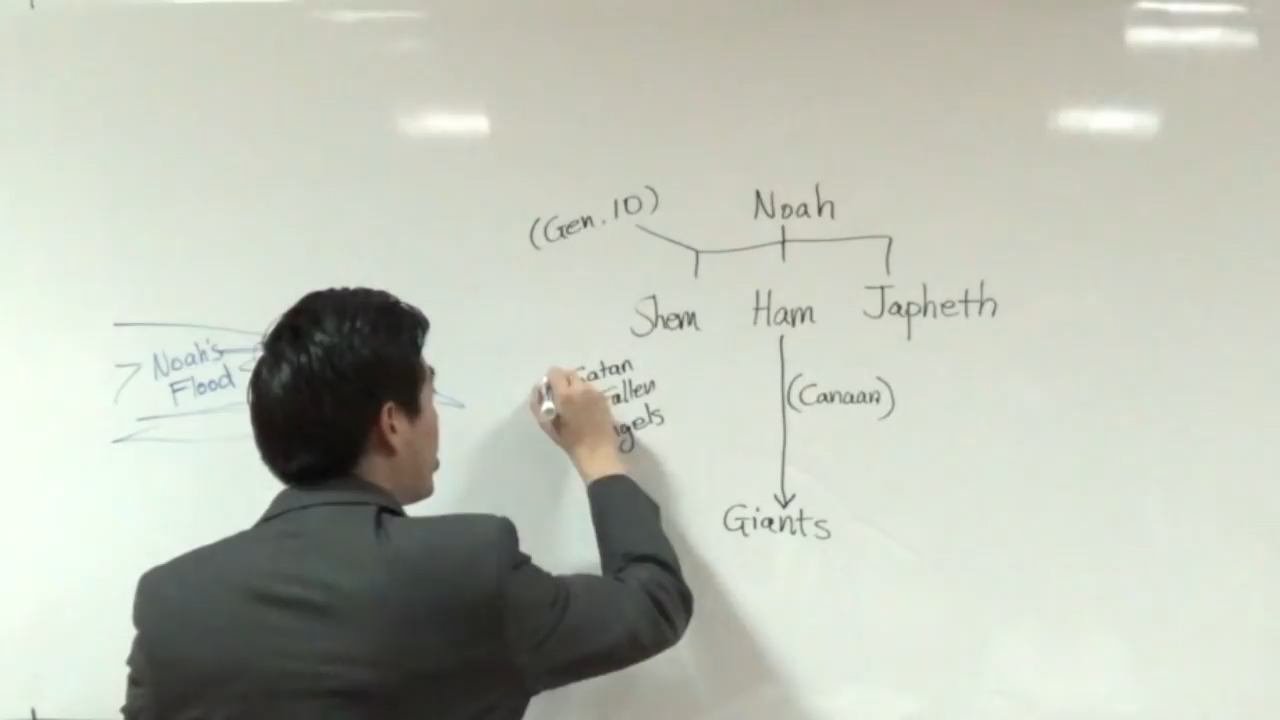 (Gen. 10)
Noah
Shem Ham Japheth
Noah's
Flood
(Canaan)
Giants